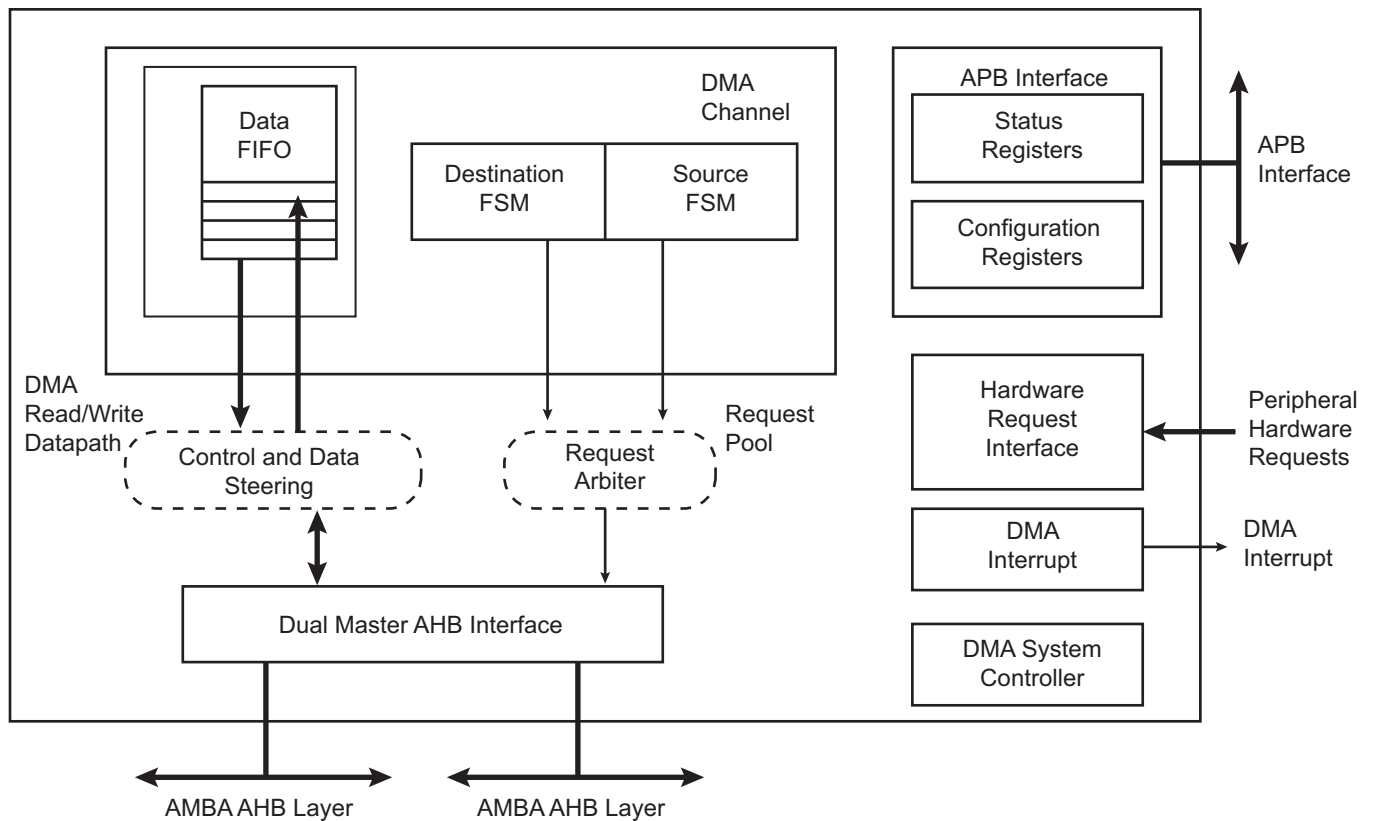 DMA
Channel
Data
FIFO
Destination
FSM
Source
FSM
APB Interface
Status
Registers
Configuration
Registers
APB
Interface
DMA
Read/Write
Datapath
Control and Data
Steering
Request
Arbiter
Request
Pool
Hardware
Request
Interface
Peripheral
Hardware
Requests
DMA
Interrupt
DMA
Interrupt
Dual Master AHB Interface
DMA System
Controller
AMBA AHB Layer
AMBA AHB Layer